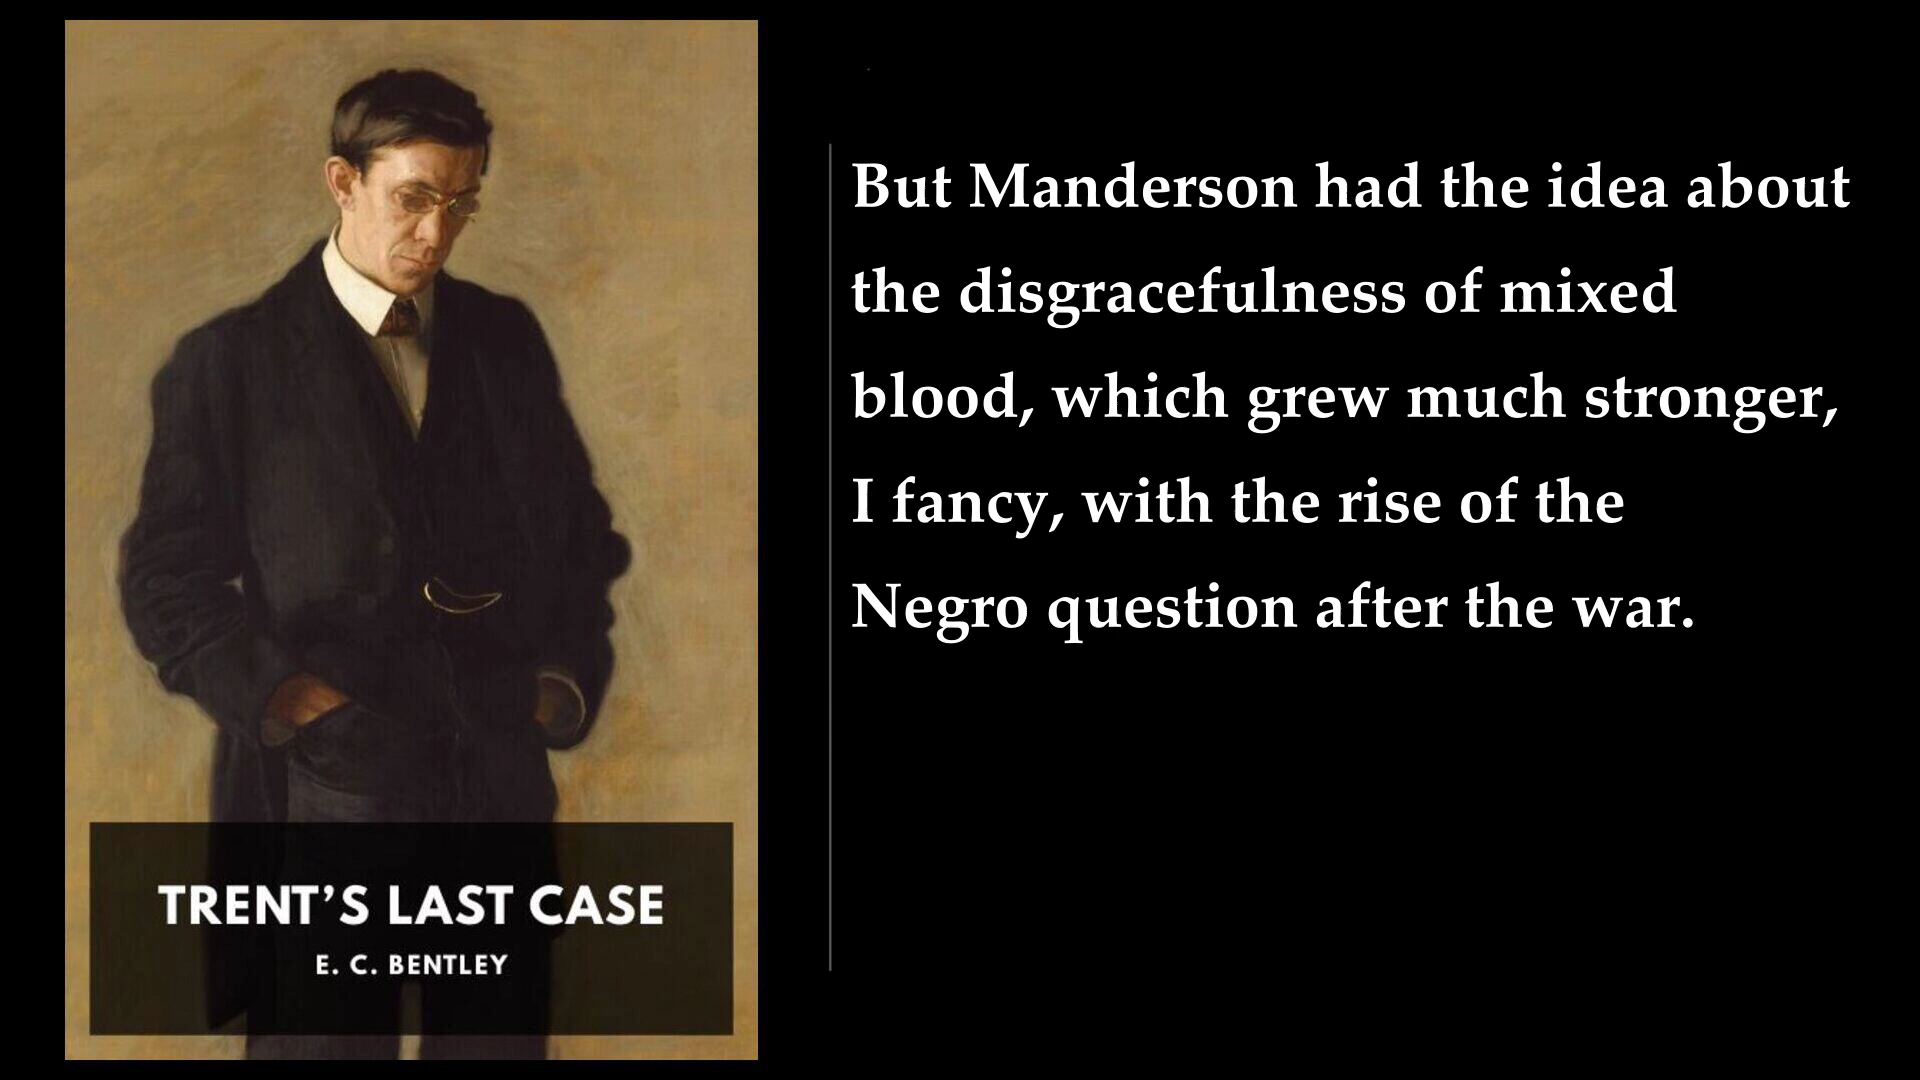 TRENT’S LAST CASE
E. C. BENTLEY
But Manderson had the idea about
the disgracefulness of mixed
blood, which grew much stronger,
I fancy, with the rise of the
Negro question after the war.